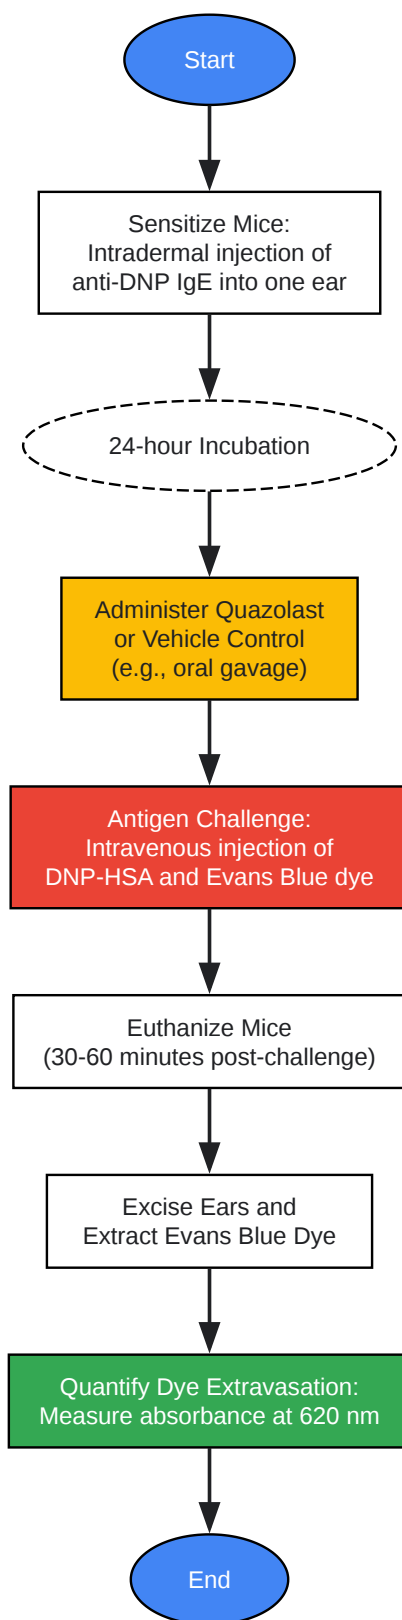 Start
Sensitize Mice:
Intradermal injection of
anti-DNP IgE into one ear
24-hour Incubation
Administer Quazolast
or Vehicle Control
(e.g., oral gavage)
Antigen Challenge:
Intravenous injection of
DNP-HSA and Evans Blue dye
Euthanize Mice
(30-60 minutes post-challenge)
Excise Ears and
Extract Evans Blue Dye
Quantify Dye Extravasation:
Measure absorbance at 620 nm
End